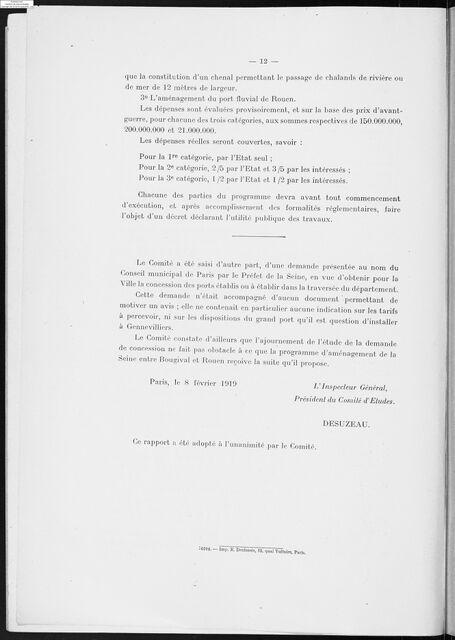 — 12 —
que la constitution d'un chenal permettant le passage de chalands de rivière ou
de mer de 12 mètres de largeur.
3º L'aménagement du port fluvial de Rouen.
Les dépenses sont évaluées provisoirement, et sur la base des prix d'avant-
guerre, pour chacune des trois catégories, aux sommes respectives de 150.000.000,
200.000.000 et 21.000.000.
Les dépenses réelles seront couvertes, savoir :
Pour la 1re catégorie, par l'Etat seul ;
Pour la 2e catégorie, 2/5 par l'Etat et 3/5 par les intéressés ;
Pour la 3e catégorie, 1/2 par l'Etat et 1/2 par les intéressés.
Chacune des parties du programme devra avant tout commencement
d'exécution, et après accomplissement des formalités réglementaires, faire
l'objet d'un décret déclarant l'utilité publique des travaux.
Le Comité a été saisi d'autre part, d'une demande présentée au nom du
Conseil municipal de Paris par le Préfet de la Seine, en vue d'obtenir pour la
Ville la concession des ports établis ou à établir dans la traversée du département.
Cette demande n'était accompagné d'aucun document permettant de
motiver un avis ; elle ne contenait en particulier aucune indication sur les tarifs
à percevoir, ni sur les dispositions du grand port qu'il est question d'installer
à Gennevilliers.
Le Comité constate d'ailleurs que l'ajournement de l'étude de la demande
de concession ne fait pas obstacle à ce que le programme d'aménagement de la
Seine entre Bougival et Rouen reçoive la suite qu'il propose.
Paris, le 8 février 1919
L'Inspecteur Général,
Président du Comité d'Etudes.
DESUZEAU.
Ce rapport a été adopté à l'unanimité par le Comité.
— Imp. E. Desfossés, 13, quai Voltaire, Paris.